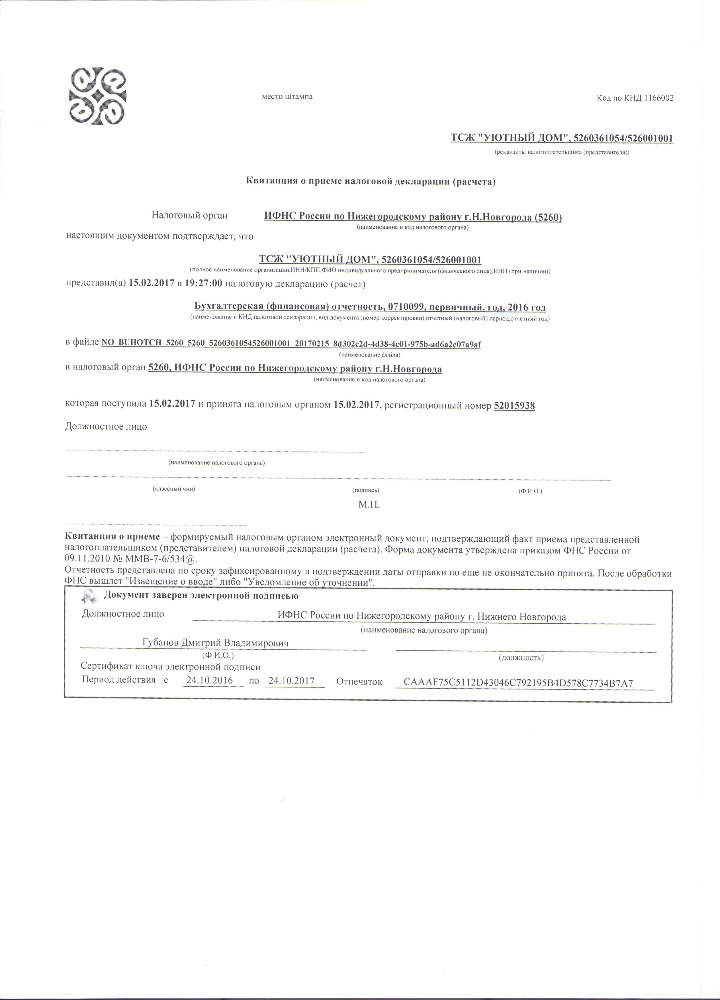 место штампа
Код по КНД 1166002
ТСЖ "УЮТНЫЙ ДОМ", 5260361054/526001001
(реквизиты налогоплательщика (представителя))
Квитанция о приеме налоговой декларации (расчета)
Налоговый орган ИФНС России по Нижегородскому району г.Н.Новгорода (5260)
(наименование и код налогового органа)
настоящим документом подтверждает, что
ТСЖ "УЮТНЫЙ ДОМ", 5260361054/526001001
(полное наименование организации,ИНН/КПП;ФИО индивидуального предпринимателя (физического лица),ИНН (при наличии))
представил(а) 15.02.2017 в 19:27:00 налоговую декларацию (расчет)
Бухгалтерская (финансовая) отчетность, 0710099, первичный, год, 2016 год
(наименование и КНД налоговой декларации, вид документа (номер корректировки),отчетный (налоговый) период,отчетный год)
в файле NO_BUHOTCH_5260_5260_5260361054526001001_20170215_8d302c2d-4d38-4c01-975b-ad6a2c07a9af
(наименование файла)
в налоговый орган 5260, ИФНС России по Нижегородскому району г.Н.Новгорода
(наименование и код налогового органа)
которая поступила 15.02.2017 и принята налоговым органом 15.02.2017, регистрационный номер 52015938
Должностное лицо
(наименование налогового органа)
(классный чин) (подпись) (Ф.И.О.)
М.П.
Квитанция о приеме – формируемый налоговым органом электронный документ, подтверждающий факт приема представленной
налогоплательщиком (представителем) налоговой декларации (расчета). Форма документа утверждена приказом ФНС России от
09.11.2010 № ММВ-7-6/534@.
Отчетность представлена по сроку зафиксированному в подтверждении даты отправки но еще не окончательно принята. После обработки
ФНС вышлет "Извещение о вводе" либо "Уведомление об уточнении".
Документ заверен электронной подписью
Должностное лицо ИФНС России по Нижегородскому району г. Нижнего Новгорода
(наименование налогового органа)
Губанов Дмитрий Владимирович
(Ф.И.О.) (должность)
Сертификат ключа электронной подписи
Период действия с 24.10.2016 по 24.10.2017 Отпечаток CAAAF75C5112D43046C792195B4D578C7734B7A7